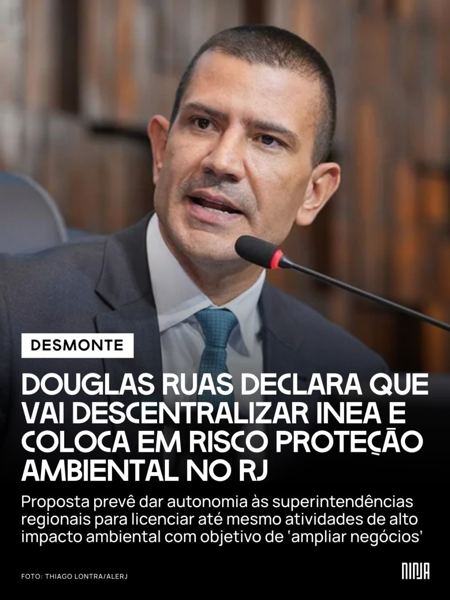 DESMONTE
DOUGLAS RUAS DECLARA QUE
VAI DESCENTRALIZAR INEA E
COLOCA EM RISCO PROTEÇÃO
AMBIENTAL NO RJ
Proposta prevê dar autonomia às superintendências
regionais para licenciar até mesmo atividades de alto
impacto ambiental com objetivo de ‘ampliar negócios’
FOTO: THIAGO LONTRA/ALERJ
NINJA